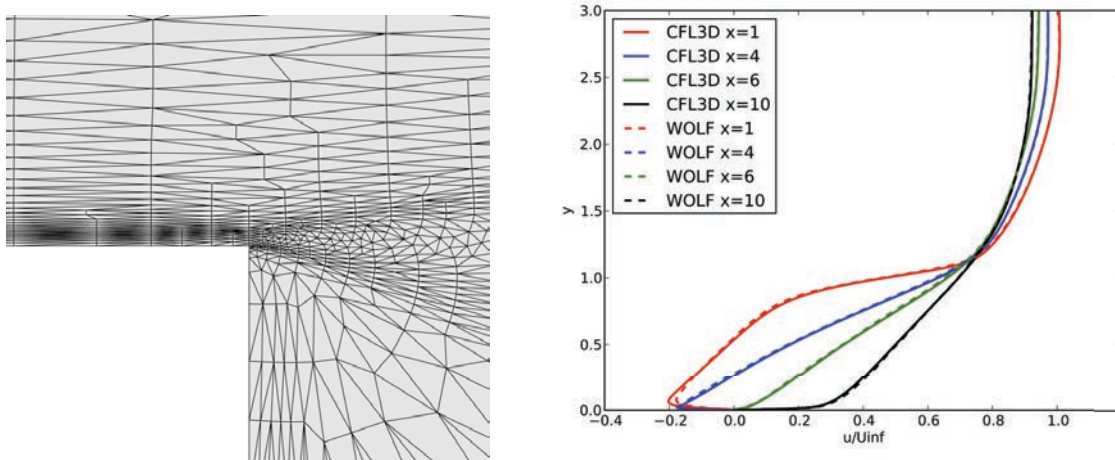 3.0
2.5
2.0
1.5
1.0
0.5
0.0
y
CFL3D x=1
CFL3D x=4
CFL3D x=6
CFL3D x=10
WOLF x=1
WOLF x=4
WOLF x=6
WOLF x=10
−0.4 −0.2 0.0 0.2 0.4 0.6 0.8 1.0
u/Uinf